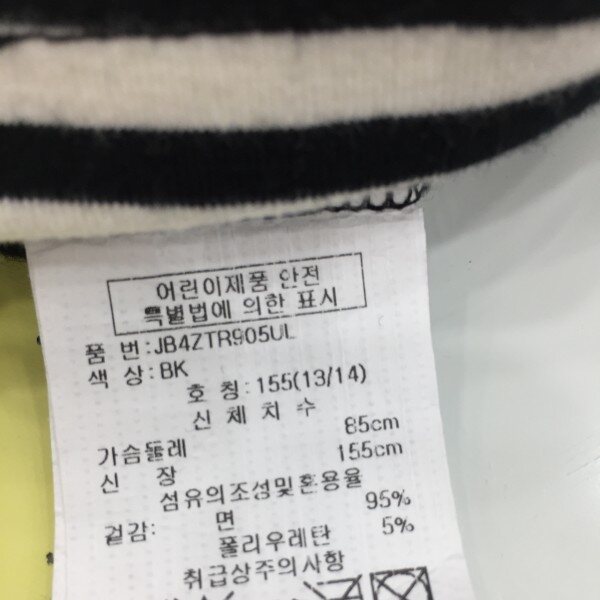 어린이제품 안전
특별법에 의한 표시
품 번:JB4ZTR905UL
색 상:BK
호 칭:155(13/14)
신 체 치 수
가슴둘레 85cm
신 장 155cm
섬유의조성및혼용율
겉감: 면 95%
폴리우레탄 5%
취급상주의사항